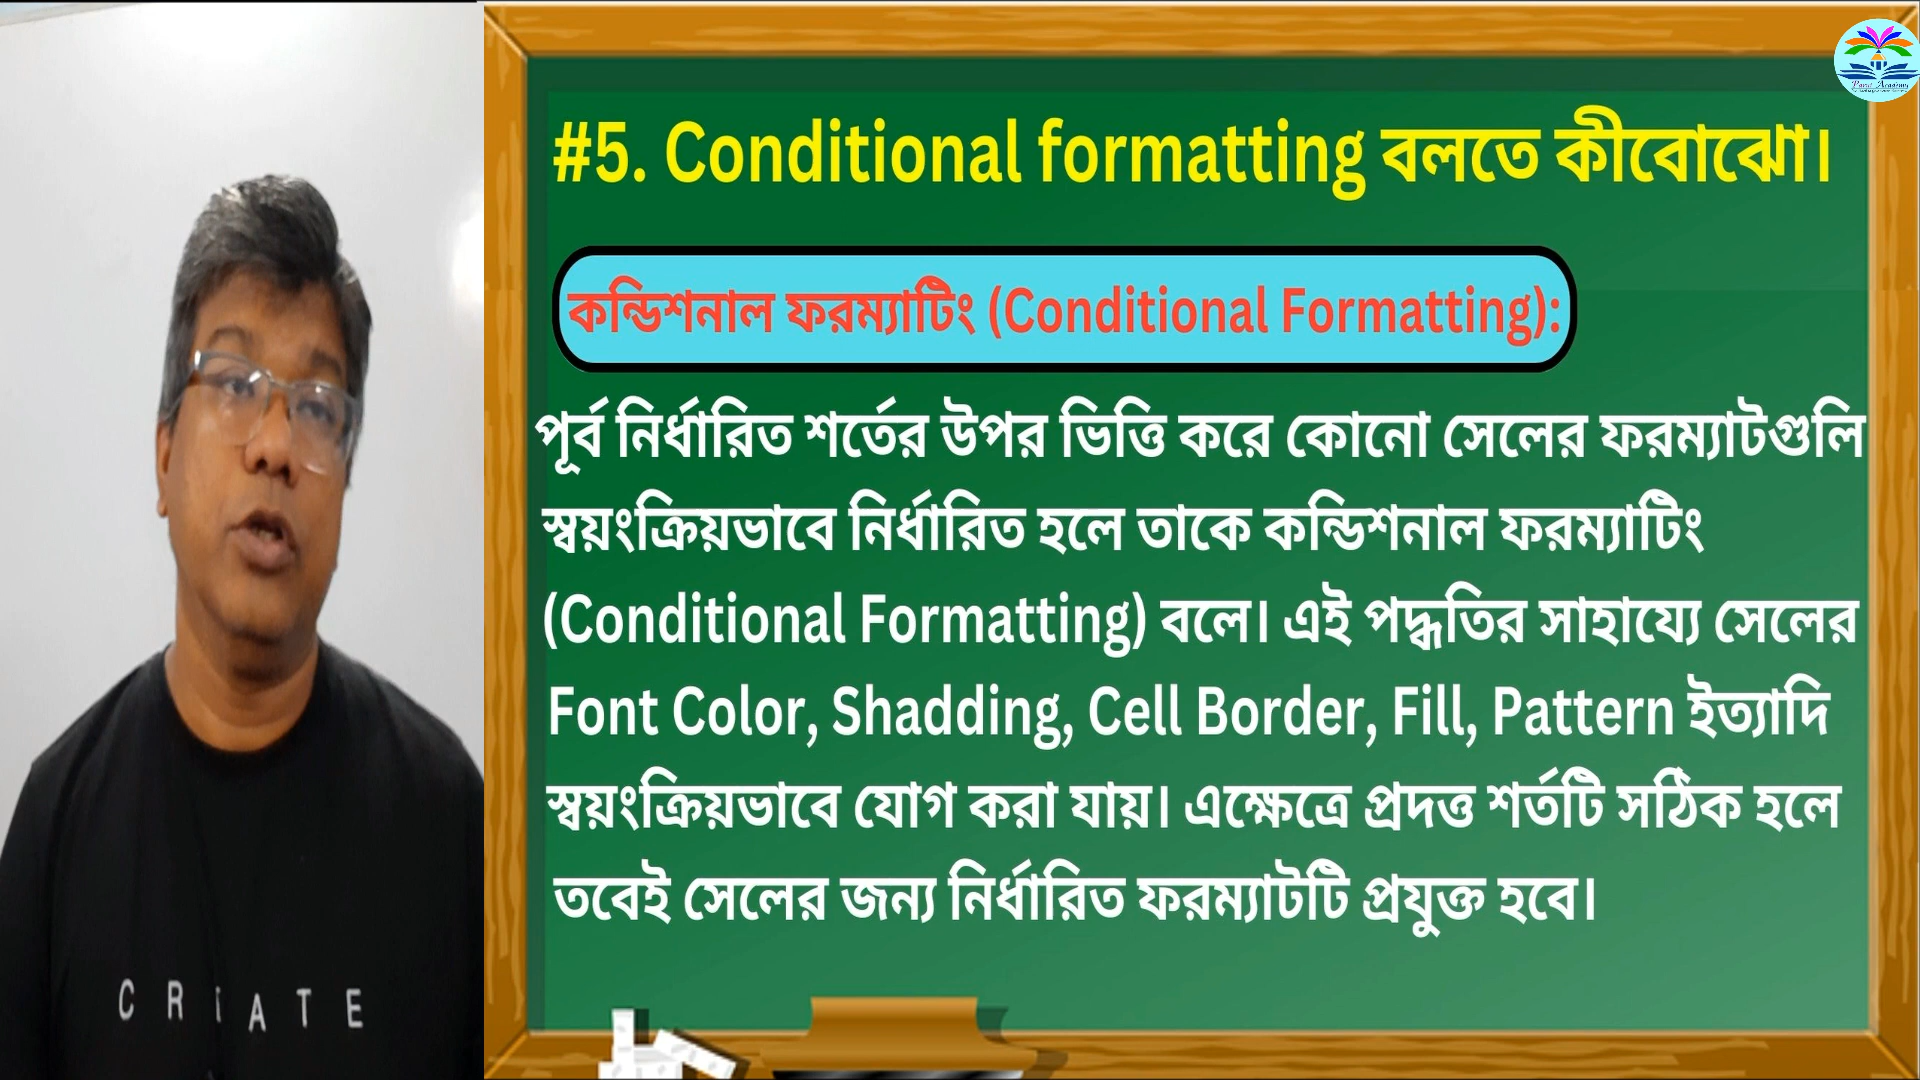 #5. Conditional formatting বলতে কীবোঝো।
কন্ডিশনাল ফরম্যাটিং (Conditional Formatting):
পূর্ব নির্ধারিত শর্তের উপর ভিত্তি করে কোনো সেলের ফরম্যাটগুলি
স্বয়ংক্রিয়ভাবে নির্ধারিত হলে তাকে কন্ডিশনাল ফরম্যাটিং
(Conditional Formatting) বলে। এই পদ্ধতির সাহায্যে সেলের
Font Color, Shadding, Cell Border, Fill, Pattern ইত্যাদি
স্বয়ংক্রিয়ভাবে যোগ করা যায়। এক্ষেত্রে প্রদত্ত শর্তটি সঠিক হলে
তবেই সেলের জন্য নির্ধারিত ফরম্যাটটি প্রযুক্ত হবে।
CRiATE